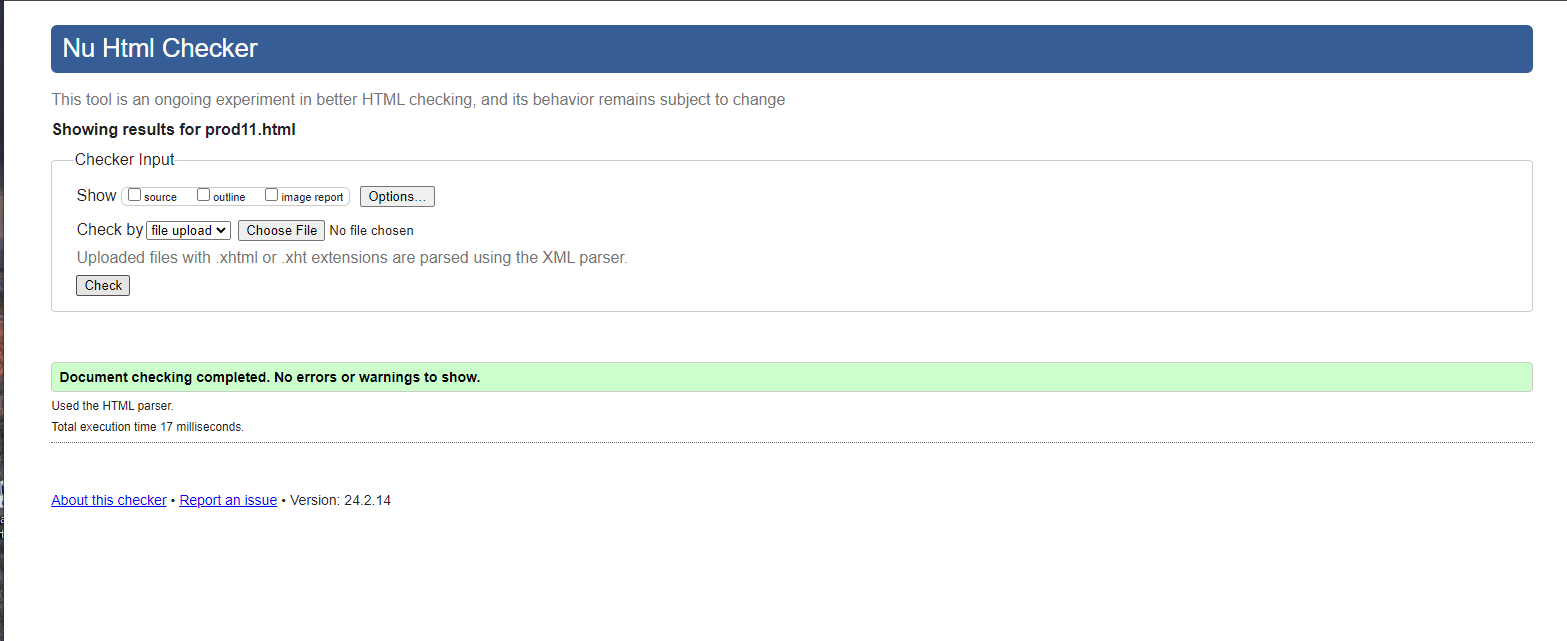 Nu Html Checker
This tool is an ongoing experiment in better HTML checking, and its behavior remains subject to change
Showing results for prod11.html
Checker Input
Show source outline image report Options...
Check by file upload Choose File No file chosen
Uploaded files with .xhtml or .xht extensions are parsed using the XML parser.
Check
Document checking completed. No errors or warnings to show.
Used the HTML parser.
Total execution time 17 milliseconds.
About this checker • Report an issue • Version: 24.2.14